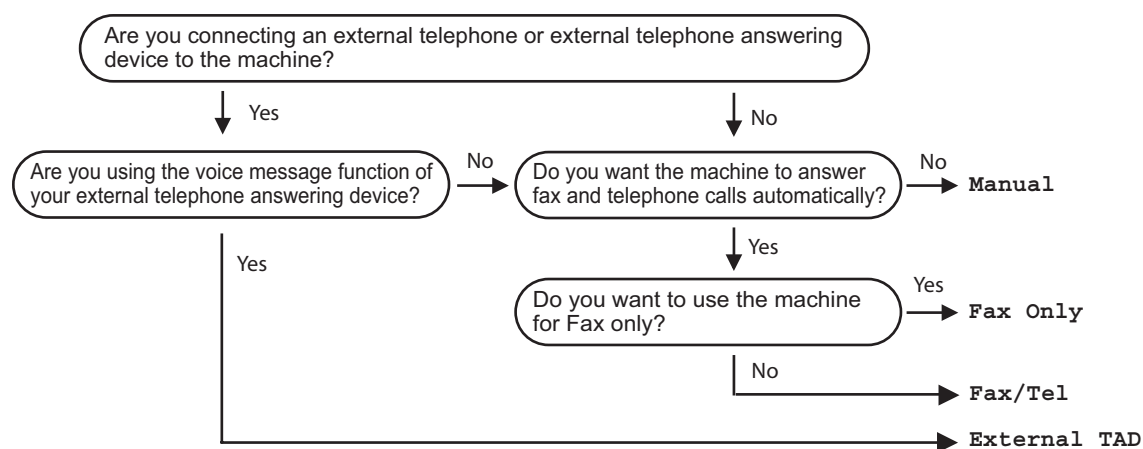 Are you connecting an external telephone or external telephone answering
device to the machine?
Yes
No
Are you using the voice message function of
your external telephone answering device?
No
Do you want the machine to answer
fax and telephone calls automatically?
No
Manual
Yes
Yes
Do you want to use the machine
for Fax only?
Yes
Fax Only
No
Fax/Tel
External TAD